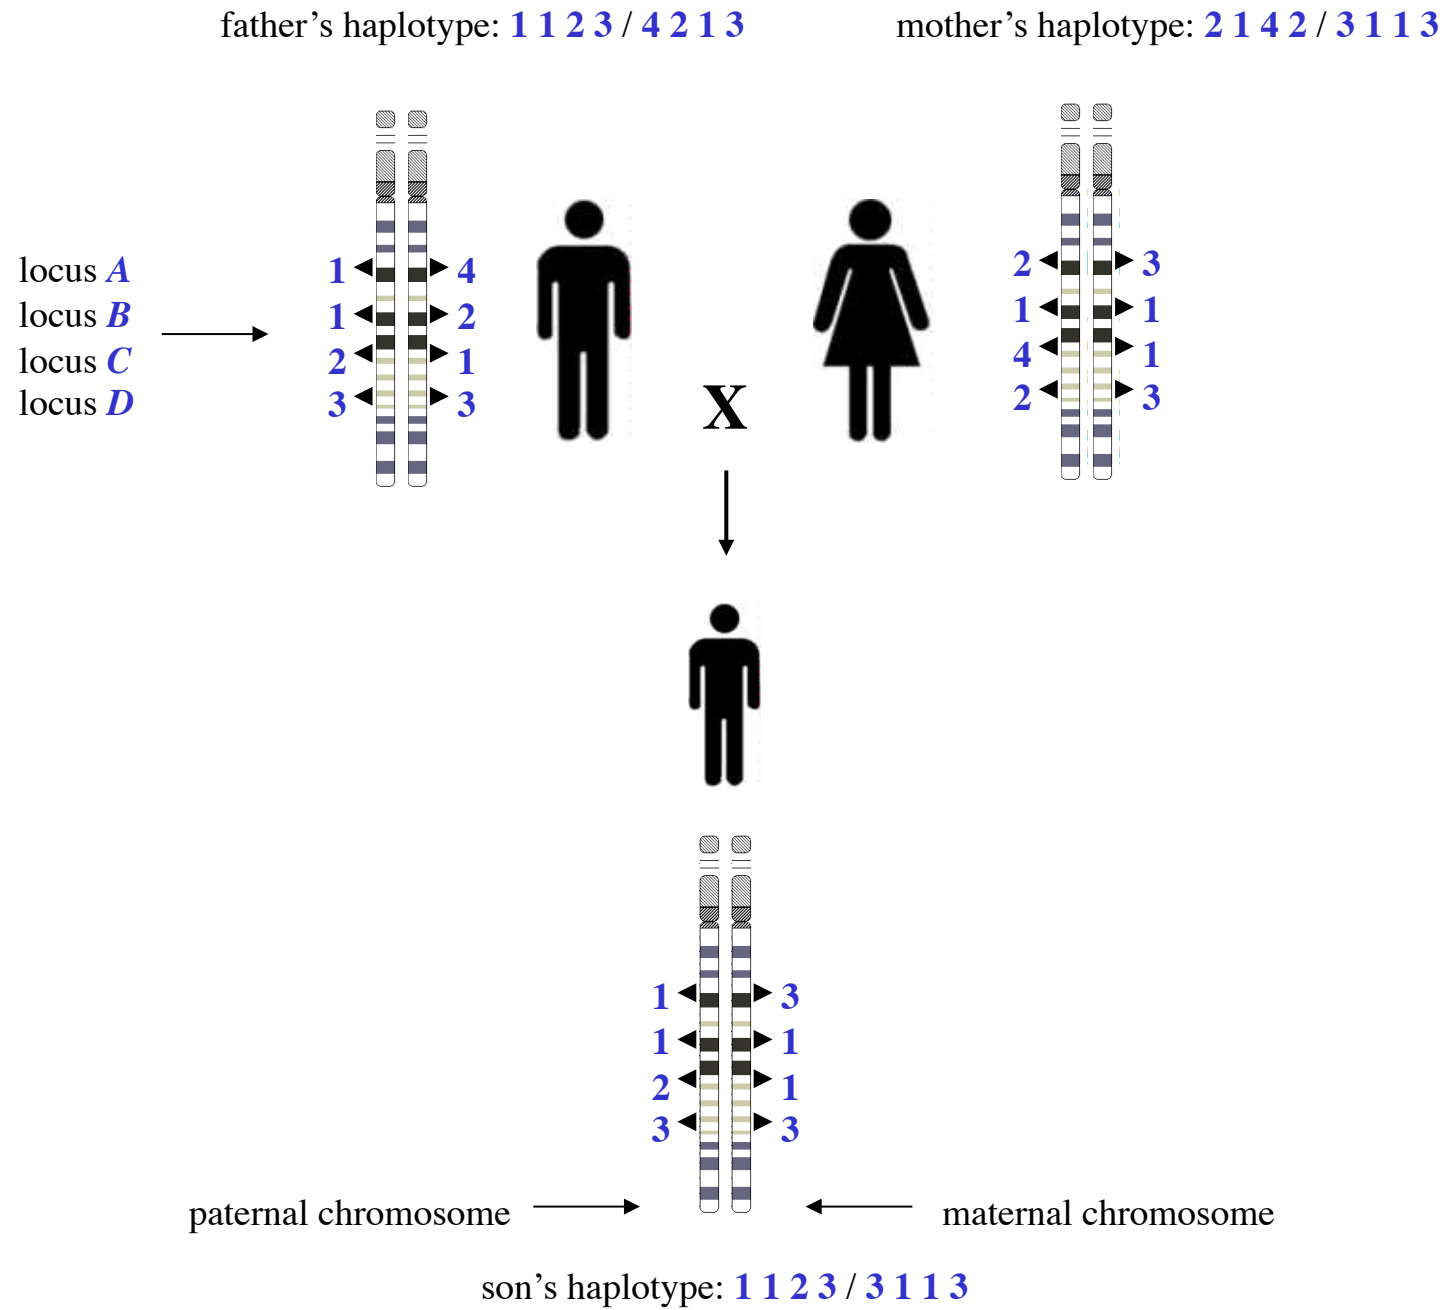 father’s haplotype: 1 1 2 3 / 4 2 1 3
mother’s haplotype: 2 1 4 2 / 3 1 1 3
locus A
locus B
locus C
locus D
1 4
1 2
2 1
3 3
2 3
1 1
4 1
2 3
X
1 3
1 1
2 1
3 3
paternal chromosome
maternal chromosome
son’s haplotype: 1 1 2 3 / 3 1 1 3